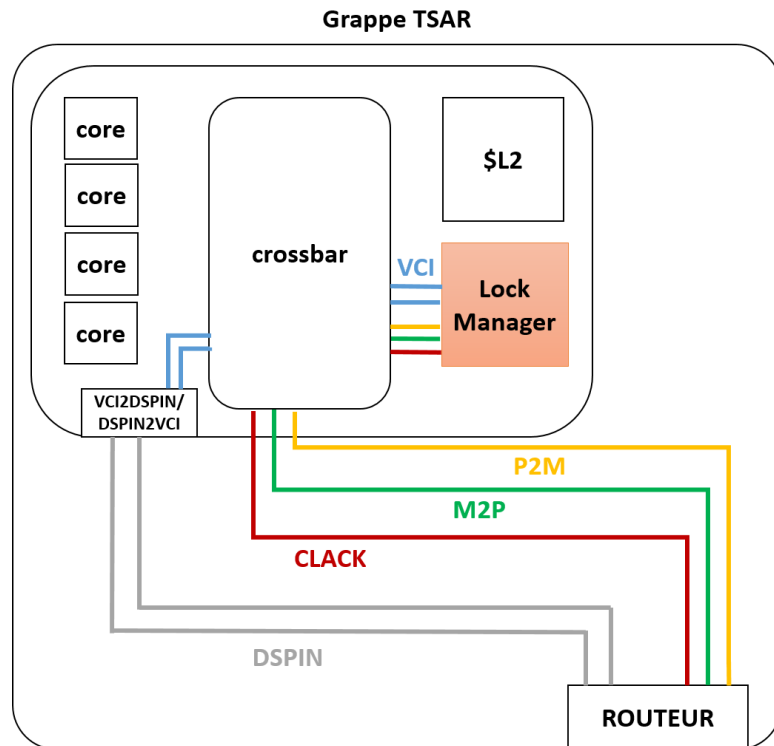 Grappe TSAR
core
core
core
core
crossbar
$L2
VCI
Lock
Manager
VCI2DSPIN/
DSPIN2VCI
P2M
M2P
CLACK
DSPIN
ROUTEUR